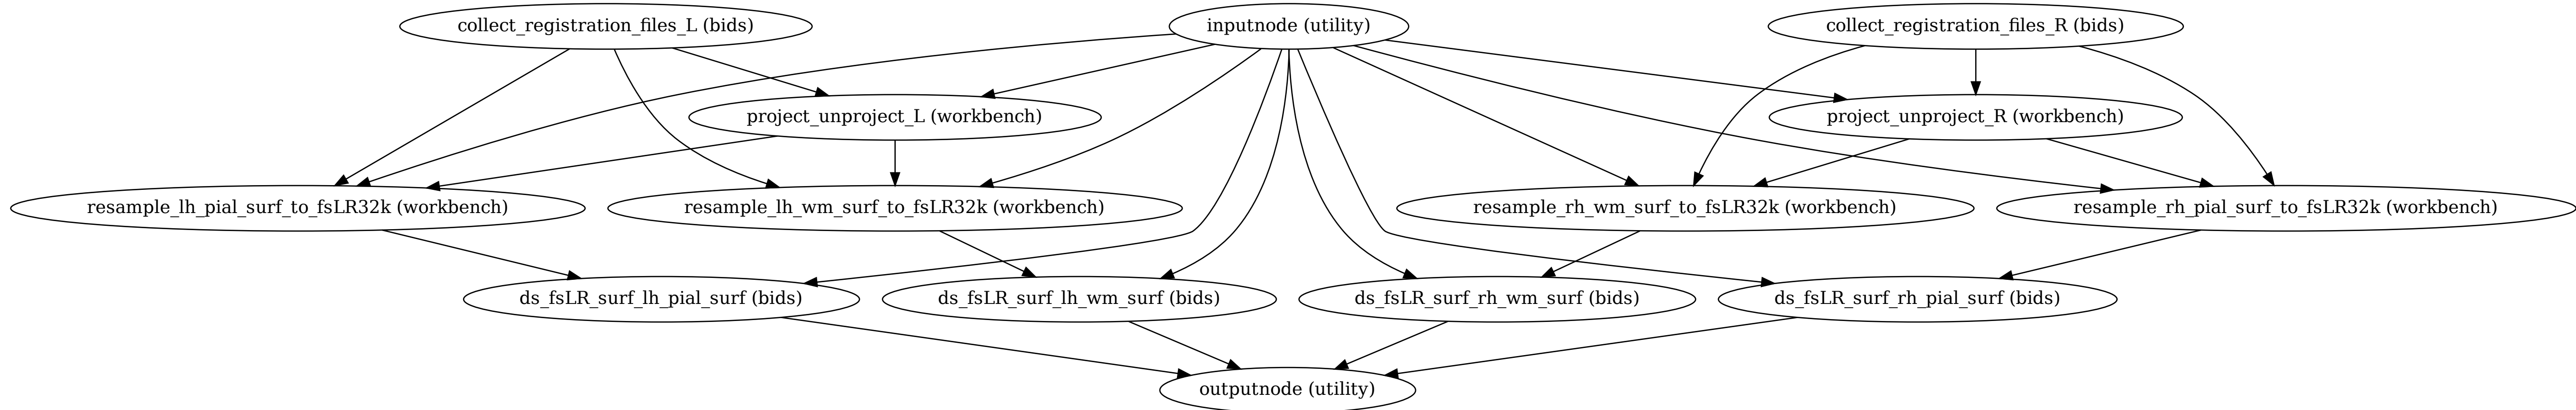 collect_registration_files_L (bids)
inputnode (utility)
collect_registration_files_R (bids)
project_unproject_L (workbench)
project_unproject_R (workbench)
resample_lh_pial_surf_to_fsLR32k (workbench)
resample_lh_wm_surf_to_fsLR32k (workbench)
resample_rh_wm_surf_to_fsLR32k (workbench)
resample_rh_pial_surf_to_fsLR32k (workbench)
ds_fsLR_surf_lh_pial_surf (bids)
ds_fsLR_surf_lh_wm_surf (bids)
ds_fsLR_surf_rh_wm_surf (bids)
ds_fsLR_surf_rh_pial_surf (bids)
outputnode (utility)